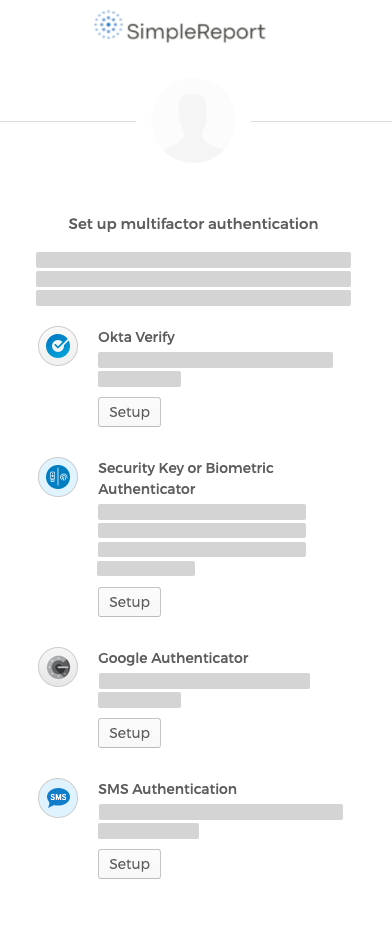 SimpleReport
Set up multifactor authentication
Okta Verify
Setup
Security Key or Biometric
Authenticator
Setup
Google Authenticator
Setup
SMS
SMS Authentication
Setup